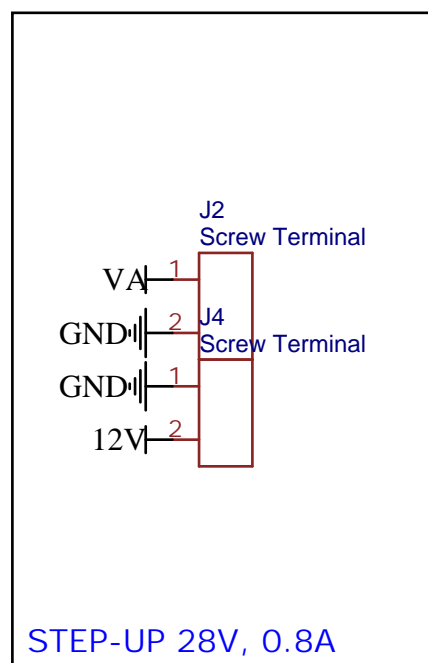 J2
Screw Terminal
VA 1
GND 2 J4
Screw Terminal
GND 1
12V 2
STEP-UP 28V, 0.8A